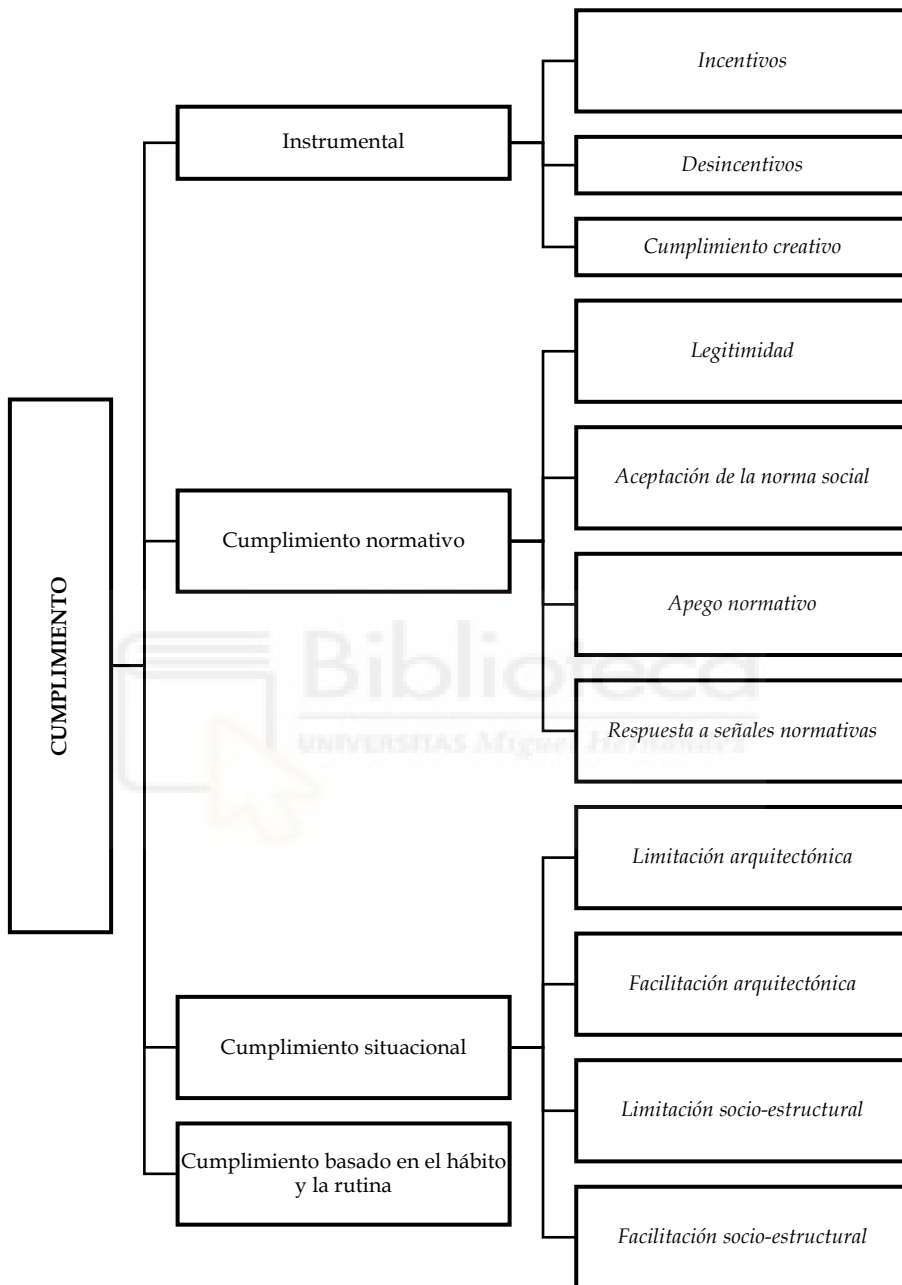 CUMPLIMIENTO
Instrumental
Incentivos
Desincentivos
Cumplimiento creativo
Cumplimiento normativo
Legitimidad
Aceptación de la norma social
Apego normativo
Respuesta a señales normativas
Cumplimiento situacional
Limitación arquitectónica
Facilitación arquitectónica
Limitación socio-estructural
Facilitación socio-estructural
Cumplimiento basado en el hábito
y la rutina
Biblioteca
UNIVERSITAS Miguel Hernández